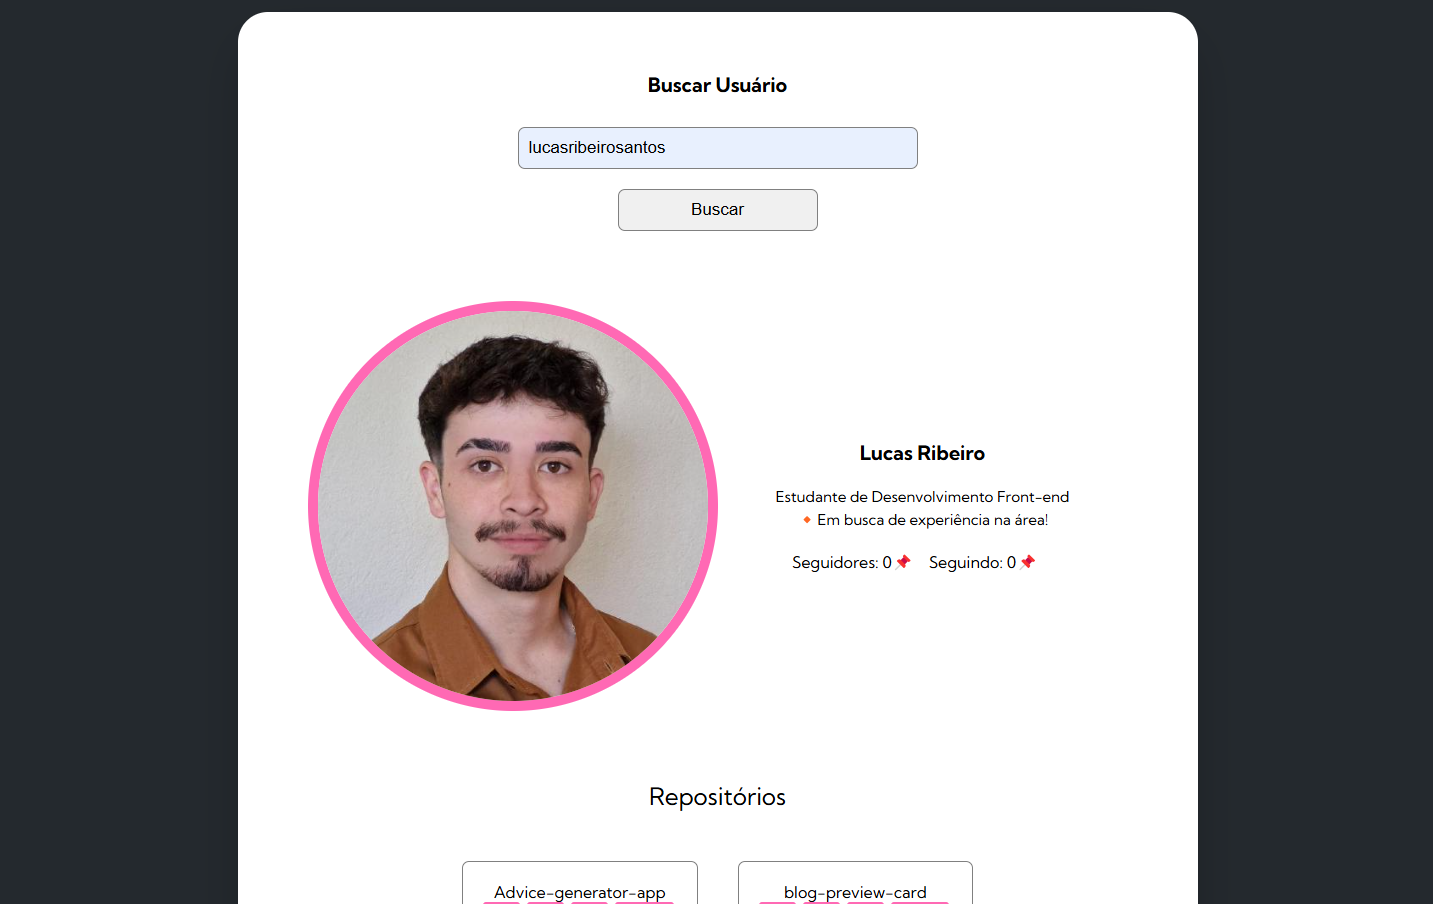 Buscar Usuário
lucasribeirosantos
Buscar
Lucas Ribeiro
Estudante de Desenvolvimento Front-end
🔸Em busca de experiência na área!
Seguidores: 0📌 Seguindo: 0📌
Repositórios
Advice-generator-app
blog-preview-card